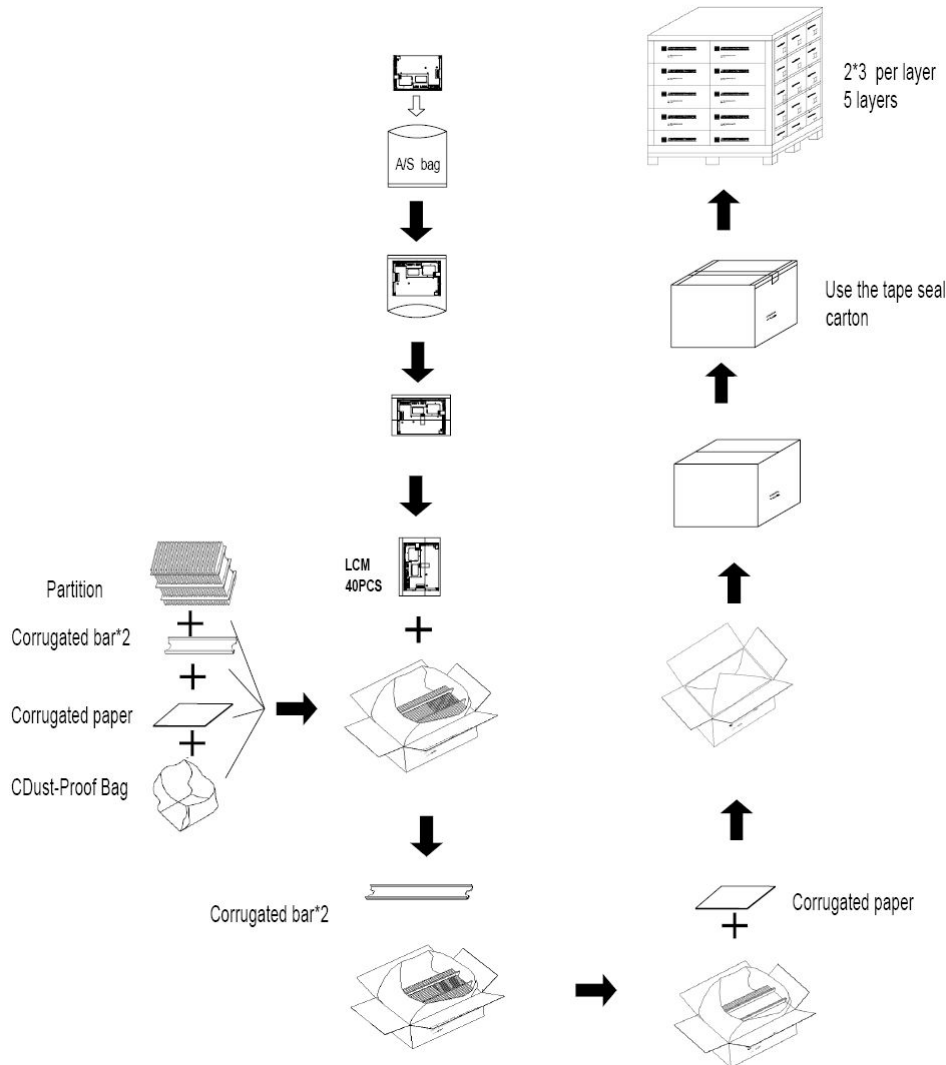 A/S bag
LCM
40PCS
Partition
Corrugated bar*2
Corrugated paper
CDust-Proof Bag
Corrugated bar*2
Corrugated paper
Use the tape seal
carton
2*3 per layer
5 layers